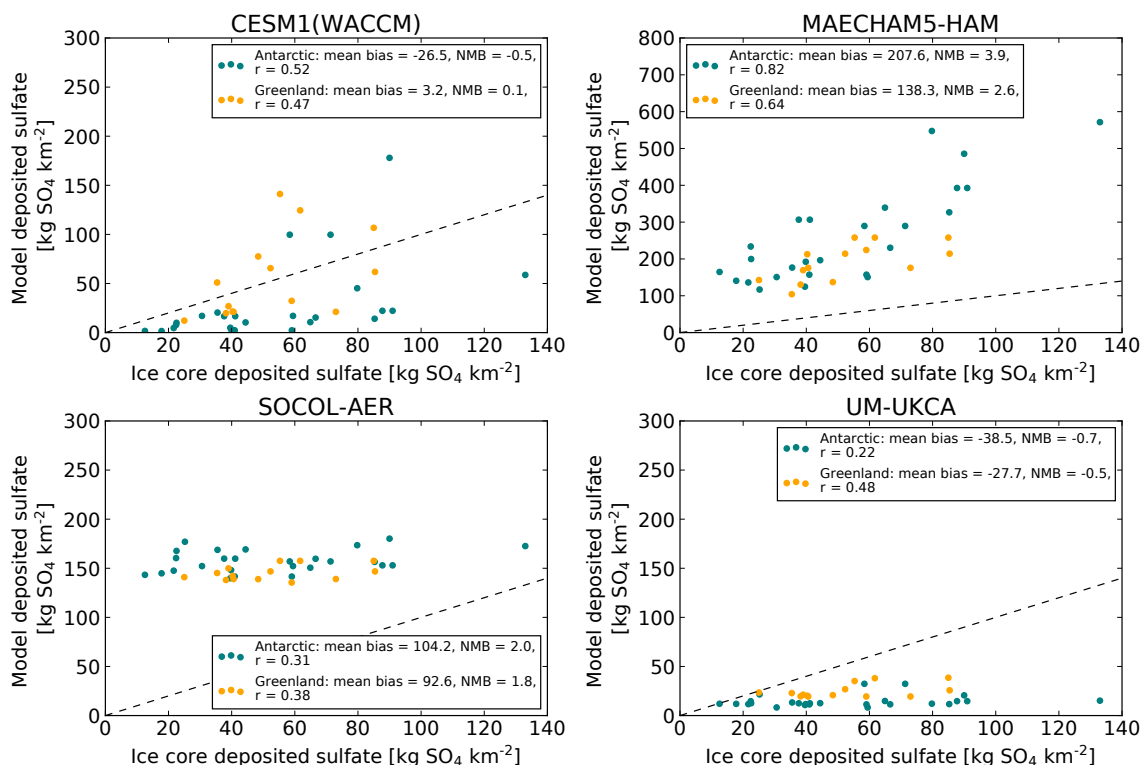 CESM1(WACCM)
300
250
200
150
100
50
0
Model deposited sulfate
[kg SO₄ km⁻²]
Antarctic: mean bias = -26.5, NMB = -0.5,
r = 0.52
Greenland: mean bias = 3.2, NMB = 0.1,
r = 0.47
0 20 40 60 80 100 120 140
Ice core deposited sulfate [kg SO₄ km⁻²]
MAECHAM5-HAM
800
700
600
500
400
300
200
100
0
Model deposited sulfate
[kg SO₄ km⁻²]
Antarctic: mean bias = 207.6, NMB = 3.9,
r = 0.82
Greenland: mean bias = 138.3, NMB = 2.6,
r = 0.64
0 20 40 60 80 100 120 140
Ice core deposited sulfate [kg SO₄ km⁻²]
SOCOL-AER
300
250
200
150
100
50
0
Model deposited sulfate
[kg SO₄ km⁻²]
Antarctic: mean bias = 104.2, NMB = 2.0,
r = 0.31
Greenland: mean bias = 92.6, NMB = 1.8,
r = 0.38
0 20 40 60 80 100 120 140
Ice core deposited sulfate [kg SO₄ km⁻²]
UM-UKCA
300
250
200
150
100
50
0
Model deposited sulfate
[kg SO₄ km⁻²]
Antarctic: mean bias = -38.5, NMB = -0.7,
r = 0.22
Greenland: mean bias = -27.7, NMB = -0.5,
r = 0.48
0 20 40 60 80 100 120 140
Ice core deposited sulfate [kg SO₄ km⁻²]